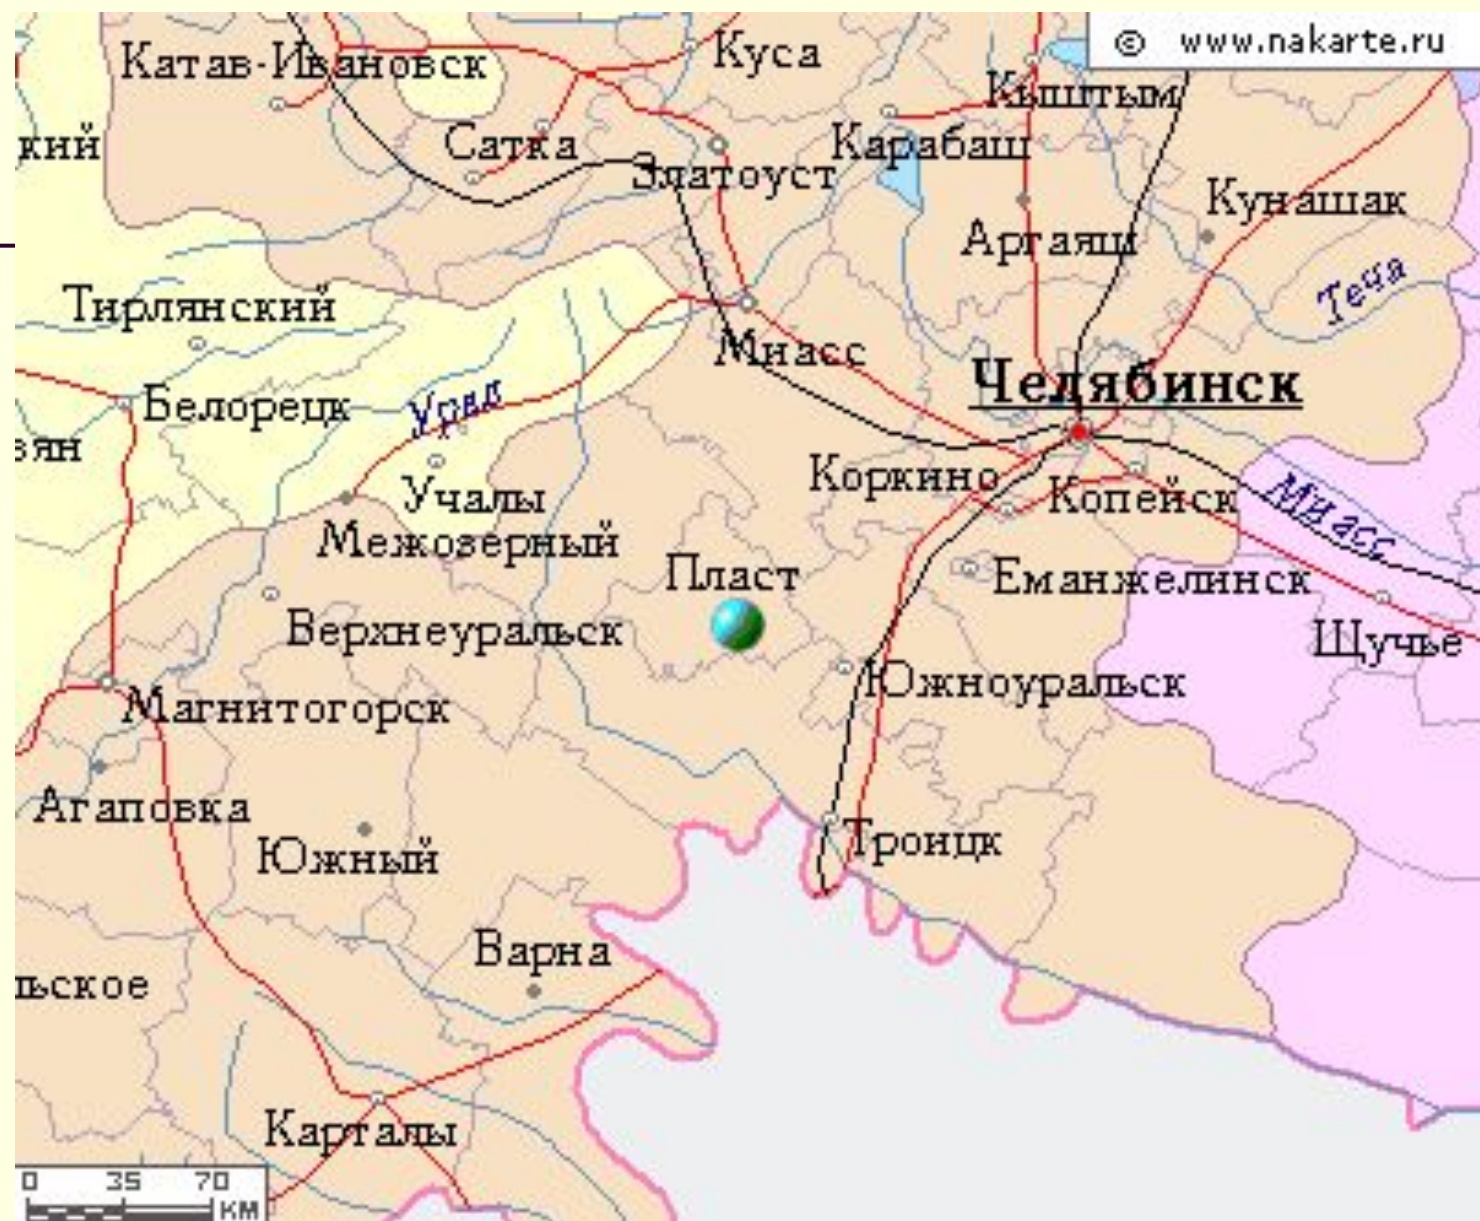 © www.nakarte.ru
Куса
Катав-Ивановск
Кыштым
кий
Сатка
Карабаш
Златоуст
Кунашак
Аргаяш
Теча
Тирлянский
Миасс
Челябинск
Урал
Белорецк
вян
Коркино
Учалы
Копейск
Миасс
Межозерный
Пласт
Еманжелинск
Верхнеуральск
Щучье
Южноуральск
Магнитогорск
Агаповка
Троицк
Южный
Варна
льское
Карталы
0 35 70
КМ